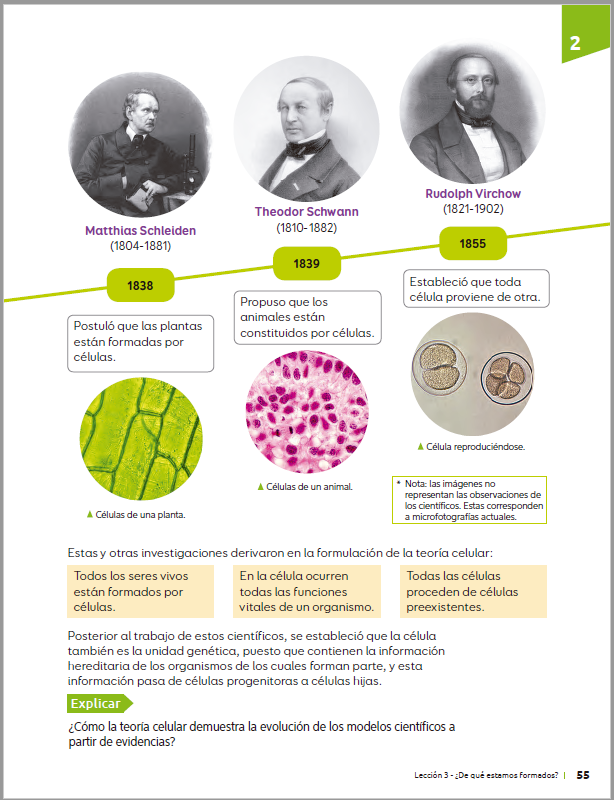 2
Matthias Schleiden
(1804-1881)
Theodor Schwann
(1810-1882)
Rudolph Virchow
(1821-1902)
1838
1839
1855
Postuló que las plantas
están formadas por
células.
Propuso que los
animales están
constituidos por células.
Estableció que toda
célula proviene de otra.
▲ Células de una planta.
▲ Células de un animal.
▲ Célula reproduciéndose.
* Nota: las imágenes no
representan las observaciones de
los científicos. Estas corresponden
a microfotografías actuales.
Estas y otras investigaciones derivaron en la formulación de la teoría celular:
Todos los seres vivos
están formados por
células.
En la célula ocurren
todas las funciones
vitales de un organismo.
Todas las células
proceden de células
preexistentes.
Posterior al trabajo de estos científicos, se estableció que la célula
también es la unidad genética, puesto que contienen la información
hereditaria de los organismos de los cuales forman parte, y esta
información pasa de células progenitoras a células hijas.
Explicar
¿Cómo la teoría celular demuestra la evolución de los modelos científicos a
partir de evidencias?
Lección 3 - ¿De qué estamos formados? | 55